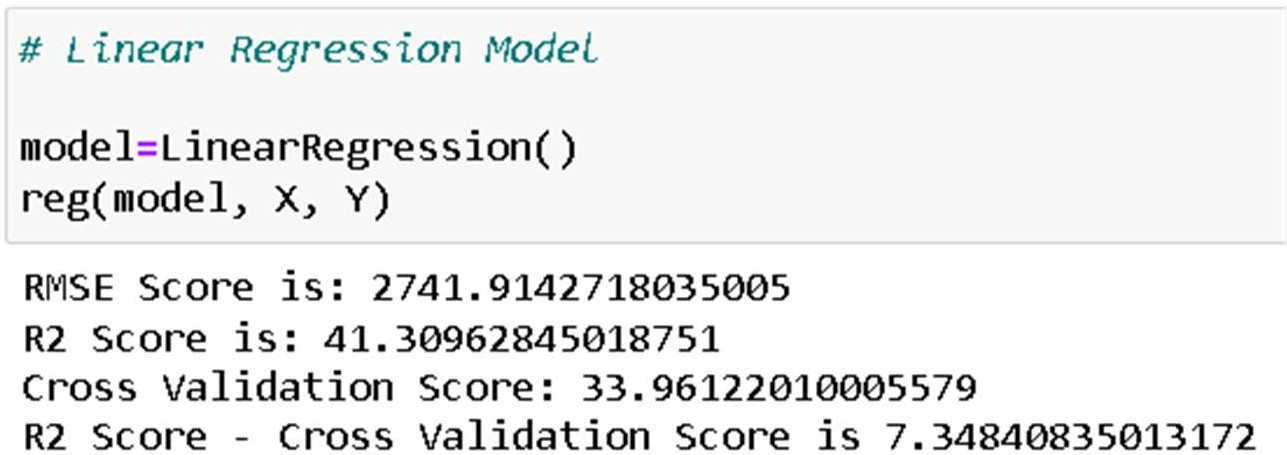 # Linear Regression Model
model=LinearRegression()
reg(model, X, Y)
RMSE Score is: 2741.9142718035005
R2 Score is: 41.30962845018751
Cross Validation Score: 33.96122010005579
R2 Score - Cross Validation Score is 7.34840835013172